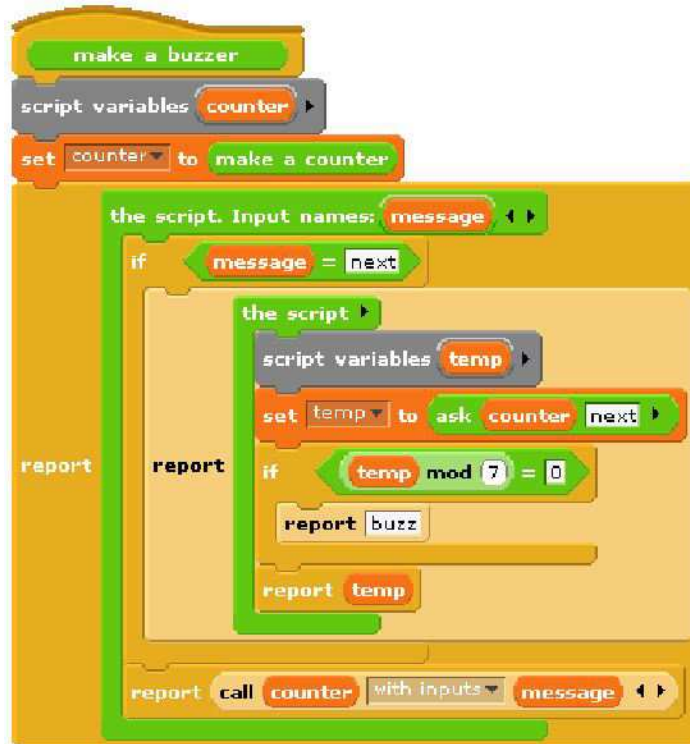 make a buzzer
script variables counter
set counter to make a counter
the script. Input names: message
if message = next
the script
script variables temp
set temp to ask counter next
report report if temp mod 7 = 0
report buzz
report temp
report call counter with inputs message